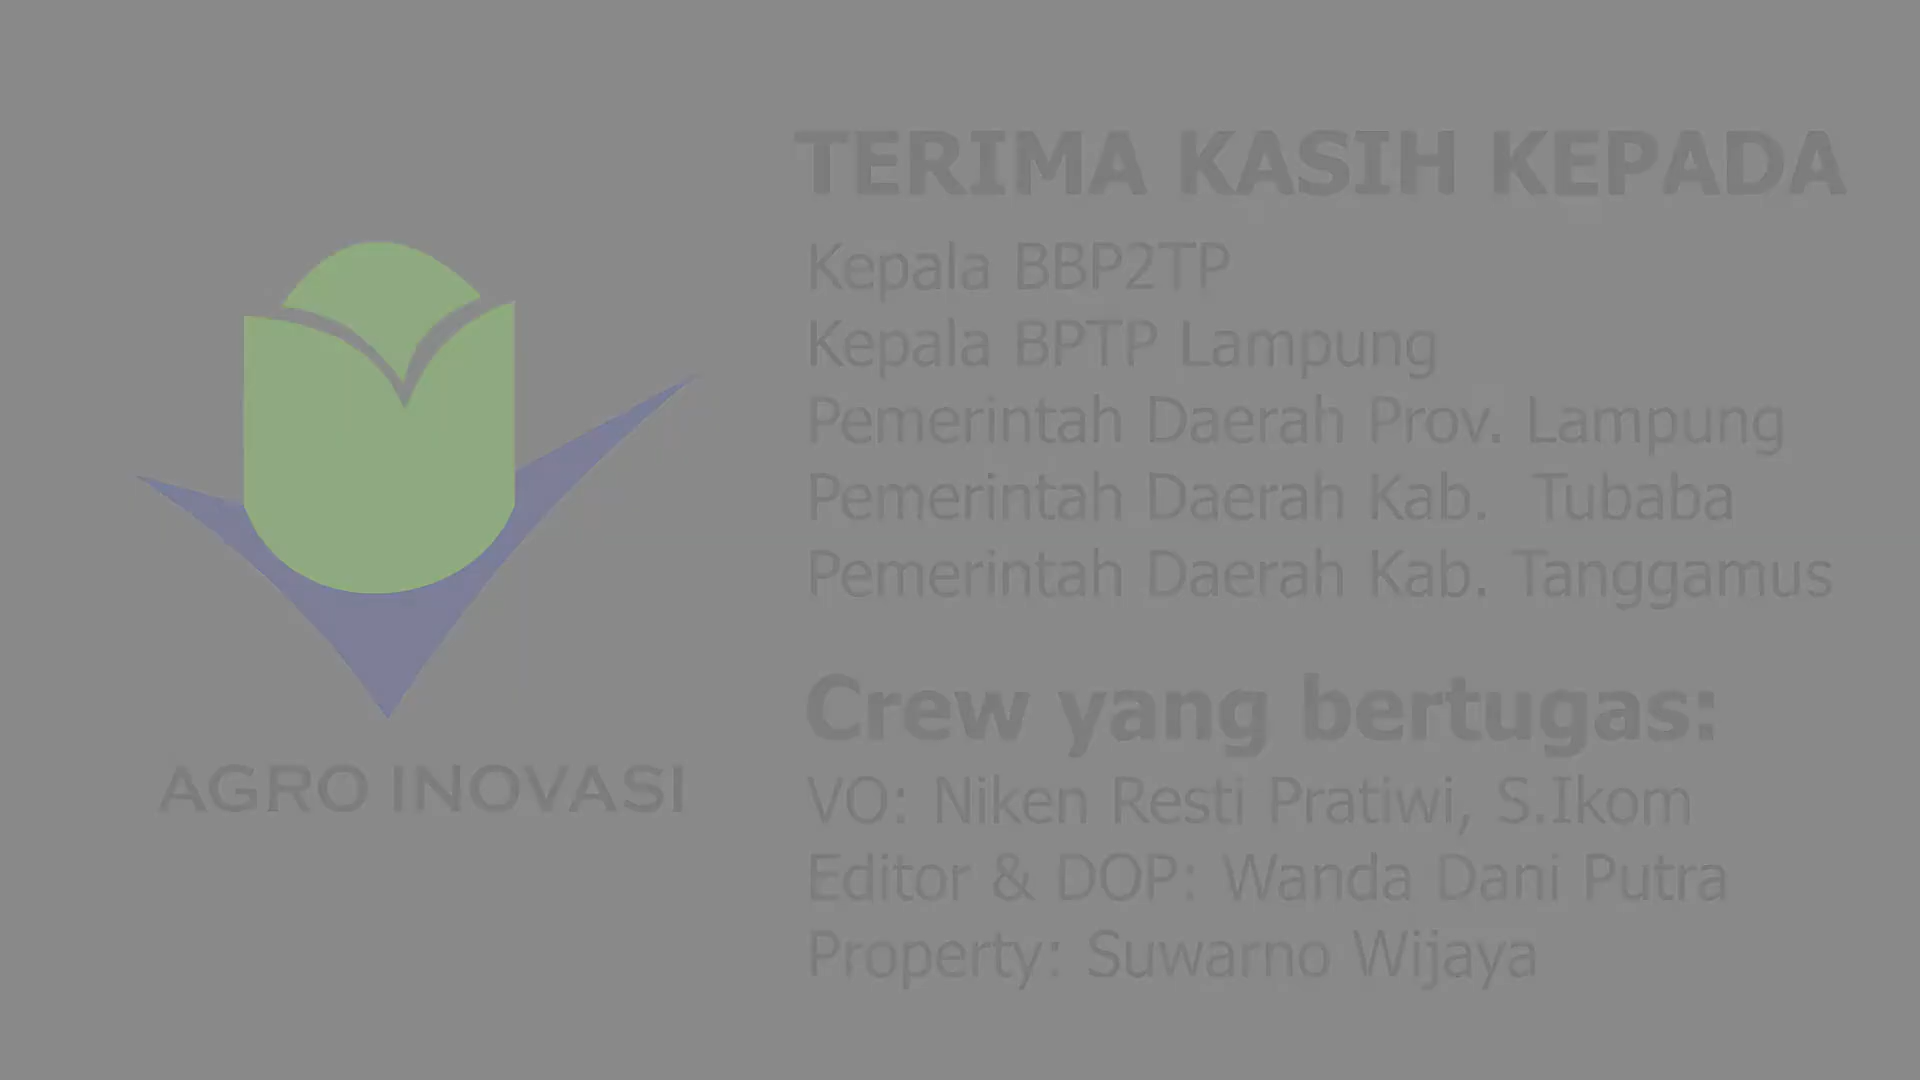 TERIMA KASIH KEPADA
Kepala BBP2TP
Kepala BPTP Lampung
Pemerintah Daerah Prov. Lampung
Pemerintah Daerah Kab.  Tubaba
Pemerintah Daerah Kab. Tanggamus
Crew yang bertugas:
VO: Niken Resti Pratiwi, S.Ikom
Editor & DOP: Wanda Dani Putra
Property: Suwarno Wijaya
AGRO INOVASI